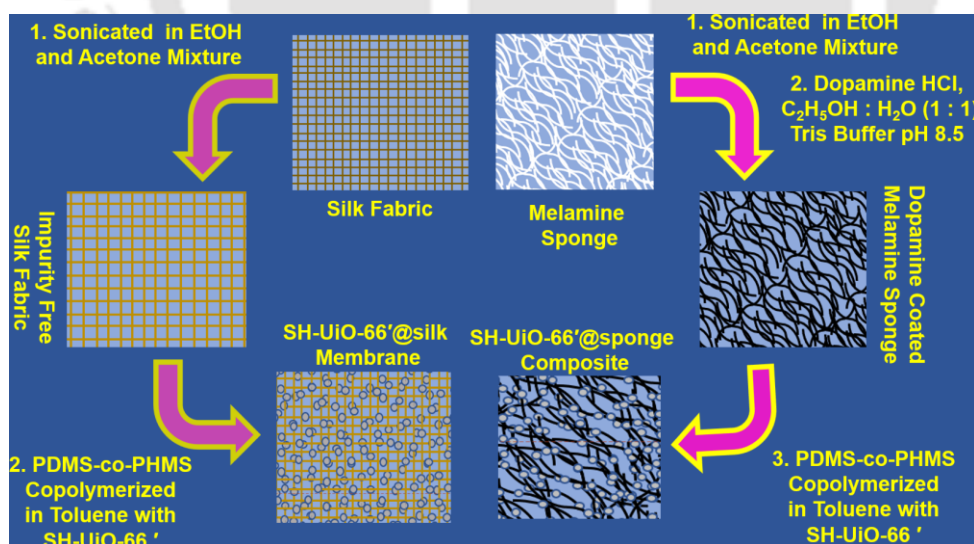 1. Sonicated in EtOH
and Acetone Mixture
Silk Fabric
Impurity Free
Silk Fabric
2. PDMS-co-PHMS
Copolymerized
in Toluene with
SH-UiO-66 ′
SH-UiO-66′@silk
Membrane
Melamine
Sponge
1. Sonicated in EtOH
and Acetone Mixture
2. Dopamine HCl,
C₂H₅OH : H₂O (1 : 1)
Tris Buffer pH 8.5
Dopamine Coated
Melamine Sponge
3. PDMS-co-PHMS
Copolymerized
in Toluene with
SH-UiO-66 ′
SH-UiO-66′@sponge
Composite